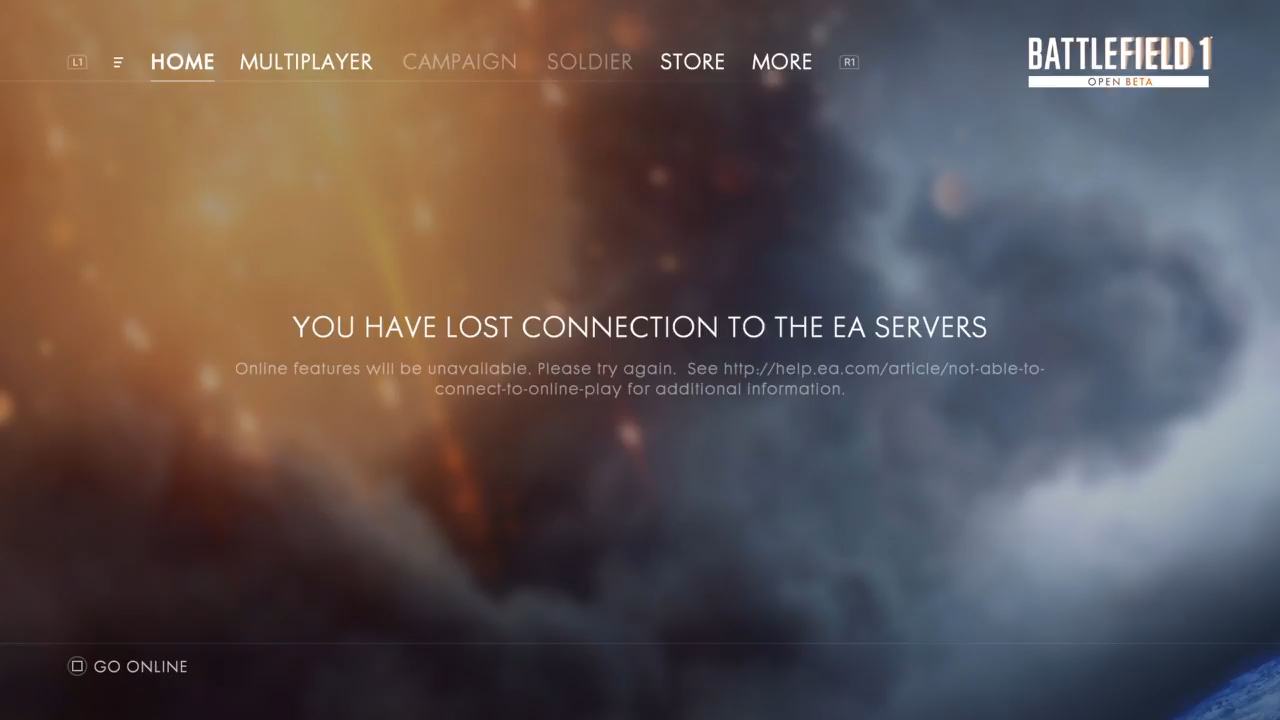 L1 HOME MULTIPLAYER CAMPAIGN SOLDIER STORE MORE R1
BATTLEFIELD 1
OPEN BETA
YOU HAVE LOST CONNECTION TO THE EA SERVERS
Online features will be unavailable. Please try again.  See http://help.ea.com/article/not-able-to-
connect-to-online-play for additional information.
GO ONLINE